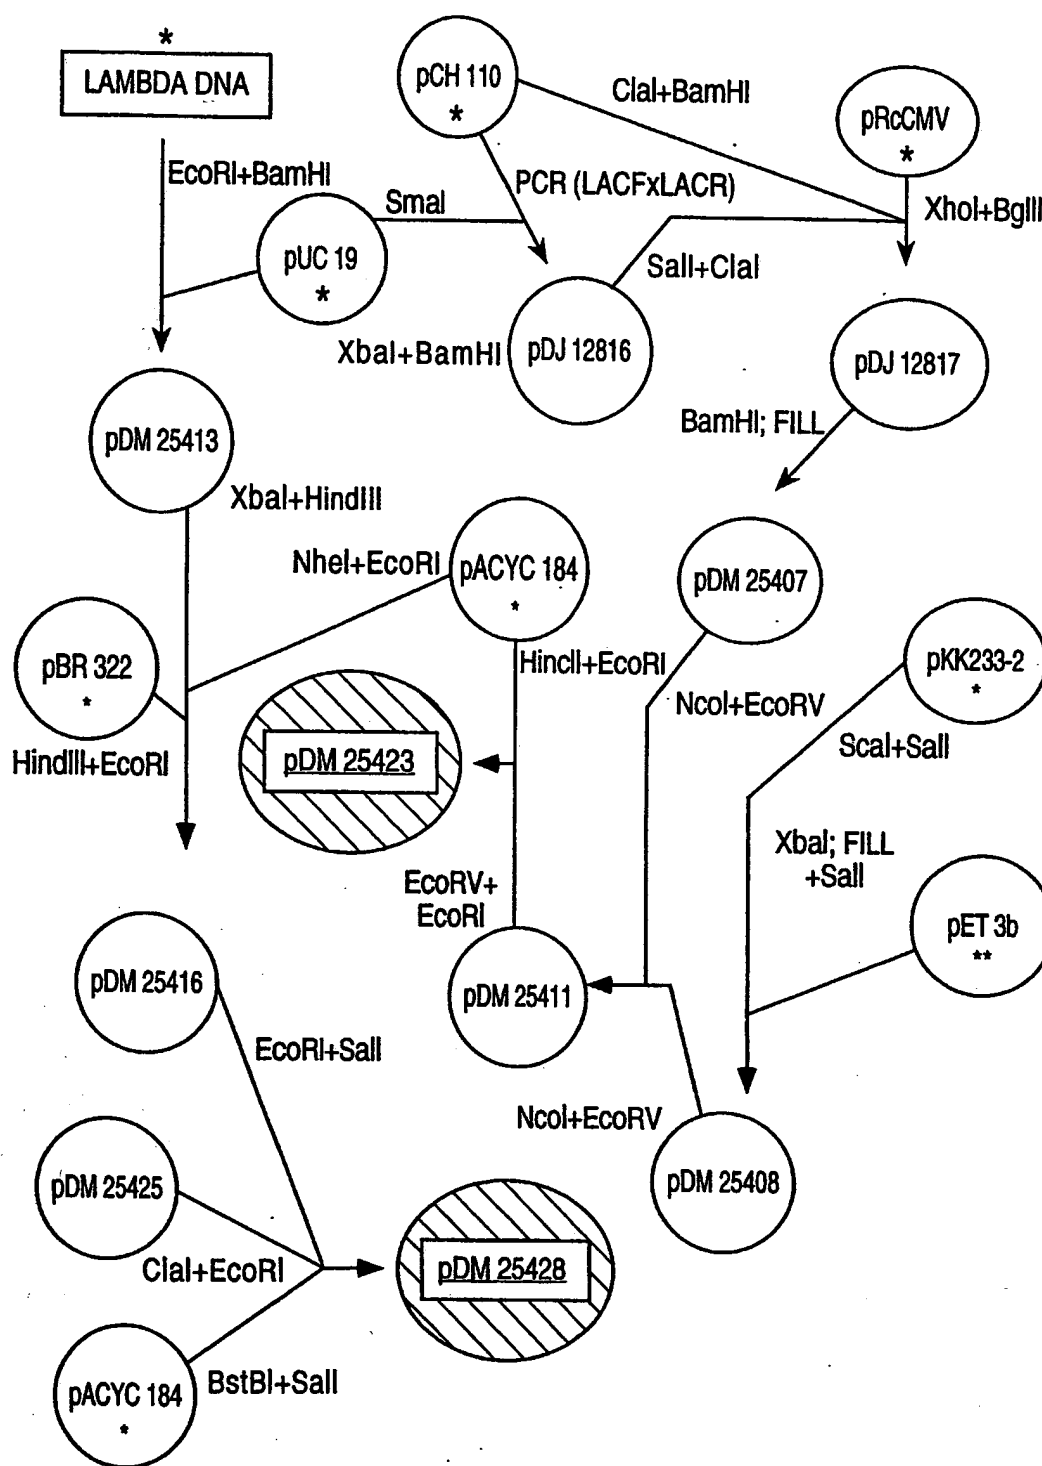 *
LAMBDA DNA
pCH 110
*
ClaI+BamHI
pRcCMV
*
EcoRI+BamHI
SmaI
PCR (LACFxLACR)
XhoI+BglII
pUC 19
*
SalI+ClaI
XbaI+BamHI
pDJ 12816
pDJ 12817
BamHI; FILL
pDM 25413
XbaI+HindIII
NheI+EcoRI
pACYC 184
*
pDM 25407
pBR 322
*
HincII+EcoRI
pKK233-2
*
NcoI+EcoRV
HindIII+EcoRI
pDM 25423
ScaI+SalI
XbaI; FILL
+SalI
EcoRV+
EcoRI
pET 3b
**
pDM 25416
pDM 25411
EcoRI+SalI
NcoI+EcoRV
pDM 25425
pDM 25408
ClaI+EcoRI
pDM 25428
BstBI+SalI
pACYC 184
*